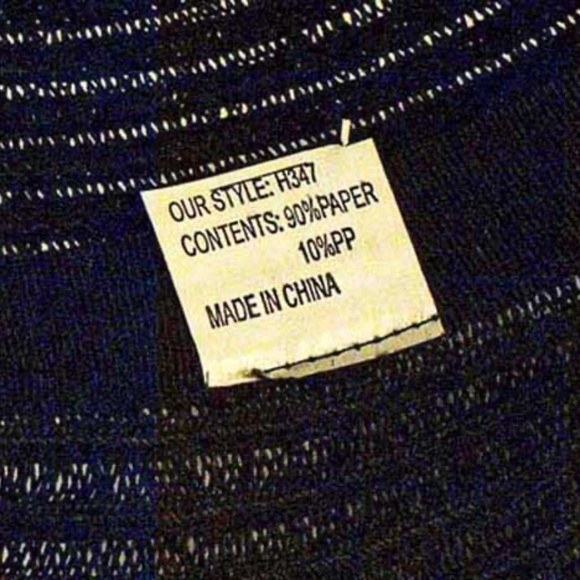 OUR STYLE: H347
CONTENTS: 90%PAPER
10%PP
MADE IN CHINA